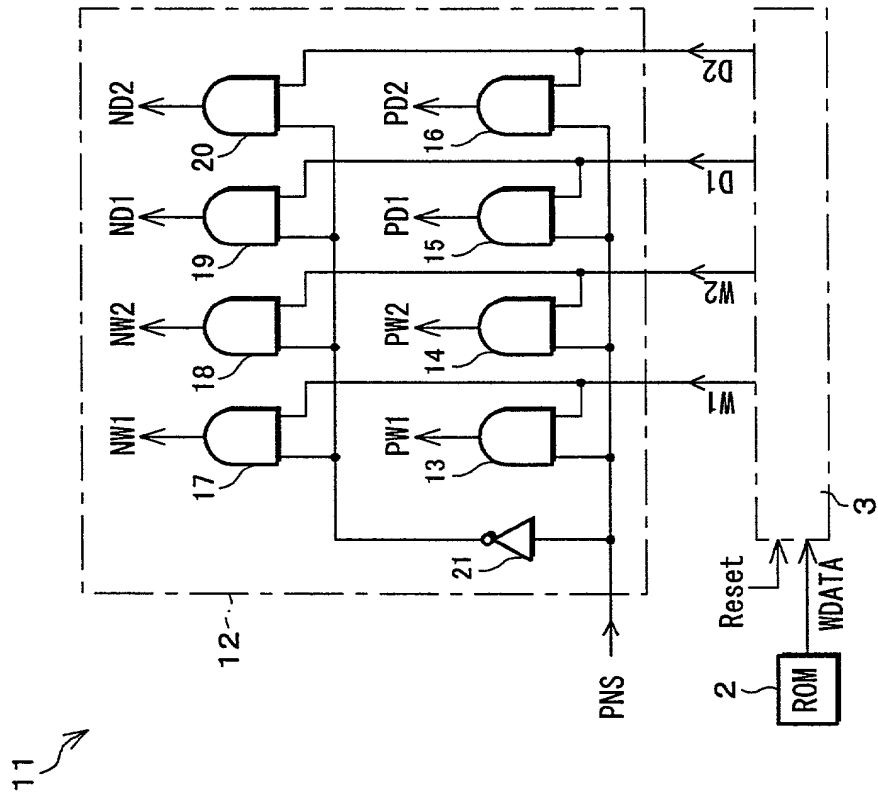 11
12
ND2
ND1
NW2
NW1
20
19
18
17
PD2
PD1
PW2
PW1
16
15
14
13
21
PNS
D2
D1
W2
W1
3
Reset
WDATA
2
ROM